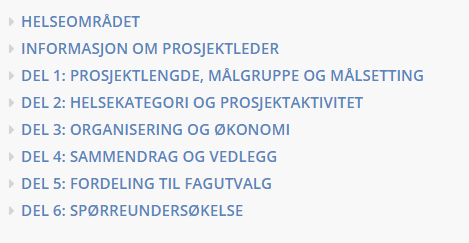 HELSEOMRÅDET
INFORMASJON OM PROSJEKTLEDER
DEL 1: PROSJEKTLENGDE, MÅLGRUPPE OG MÅLSETTING
DEL 2: HELSEKATEGORI OG PROSJEKTAKTIVITET
DEL 3: ORGANISERING OG ØKONOMI
DEL 4: SAMMENDRAG OG VEDLEGG
DEL 5: FORDELING TIL FAGUTVALG
DEL 6: SPØRREUNDERSØKELSE